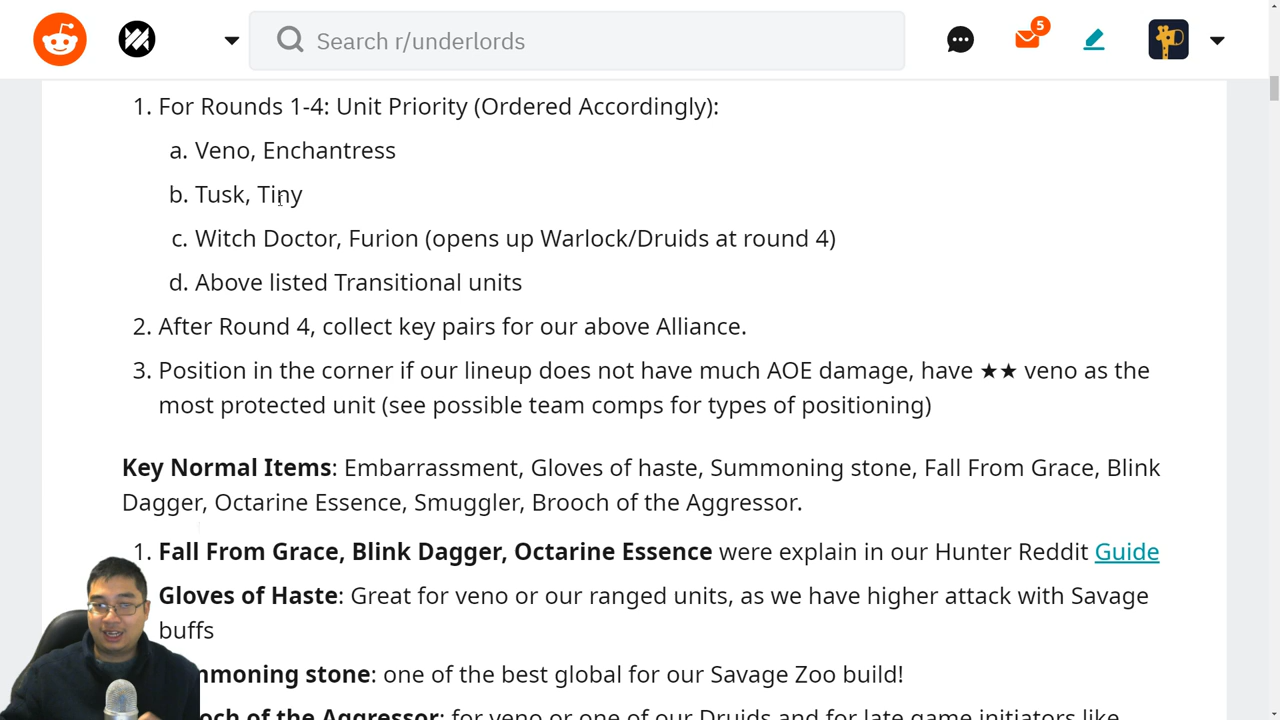 5
Search r/underlords
1. For Rounds 1-4: Unit Priority (Ordered Accordingly):
a. Veno, Enchantress
b. Tusk, Tiny
c. Witch Doctor, Furion (opens up Warlock/Druids at round 4)
d. Above listed Transitional units
2. After Round 4, collect key pairs for our above Alliance.
3. Position in the corner if our lineup does not have much AOE damage, have ★★ veno as the
most protected unit (see possible team comps for types of positioning)
Key Normal Items: Embarrassment, Gloves of haste, Summoning stone, Fall From Grace, Blink
Dagger, Octarine Essence, Smuggler, Brooch of the Aggressor.
1. Fall From Grace, Blink Dagger, Octarine Essence were explain in our Hunter Reddit Guide
Gloves of Haste: Great for veno or our ranged units, as we have higher attack with Savage
buffs
mmoning stone: one of the best global for our Savage Zoo build!
och of the Aggressor: for veno or one of our Druids and for late game initiators like